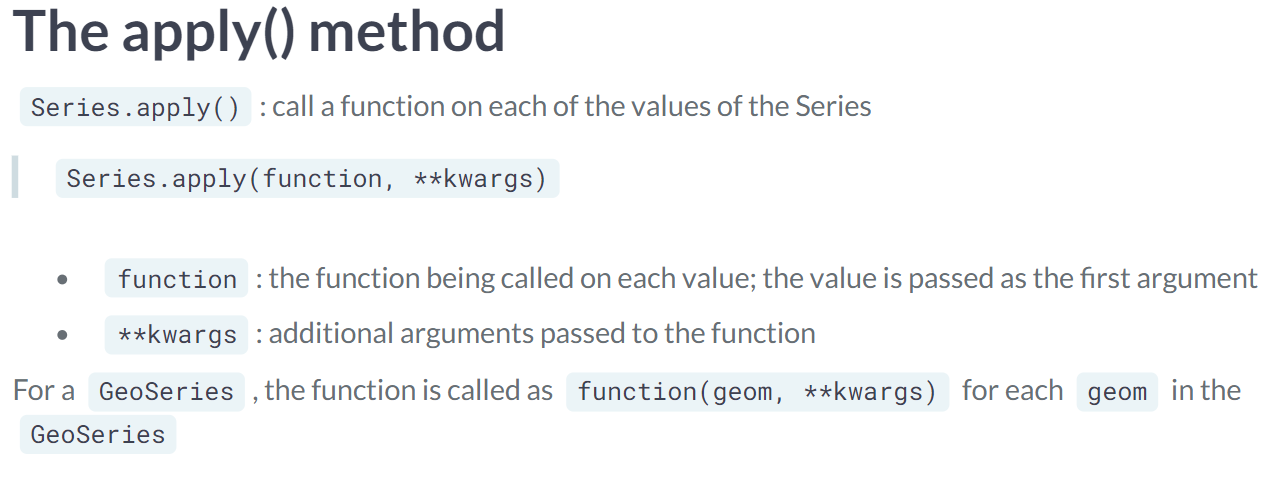 The apply() method
Series.apply() : call a function on each of the values of the Series
Series.apply(function, **kwargs)
• function : the function being called on each value; the value is passed as the first argument
• **kwargs : additional arguments passed to the function
For a GeoSeries , the function is called as function(geom, **kwargs) for each geom in the
GeoSeries